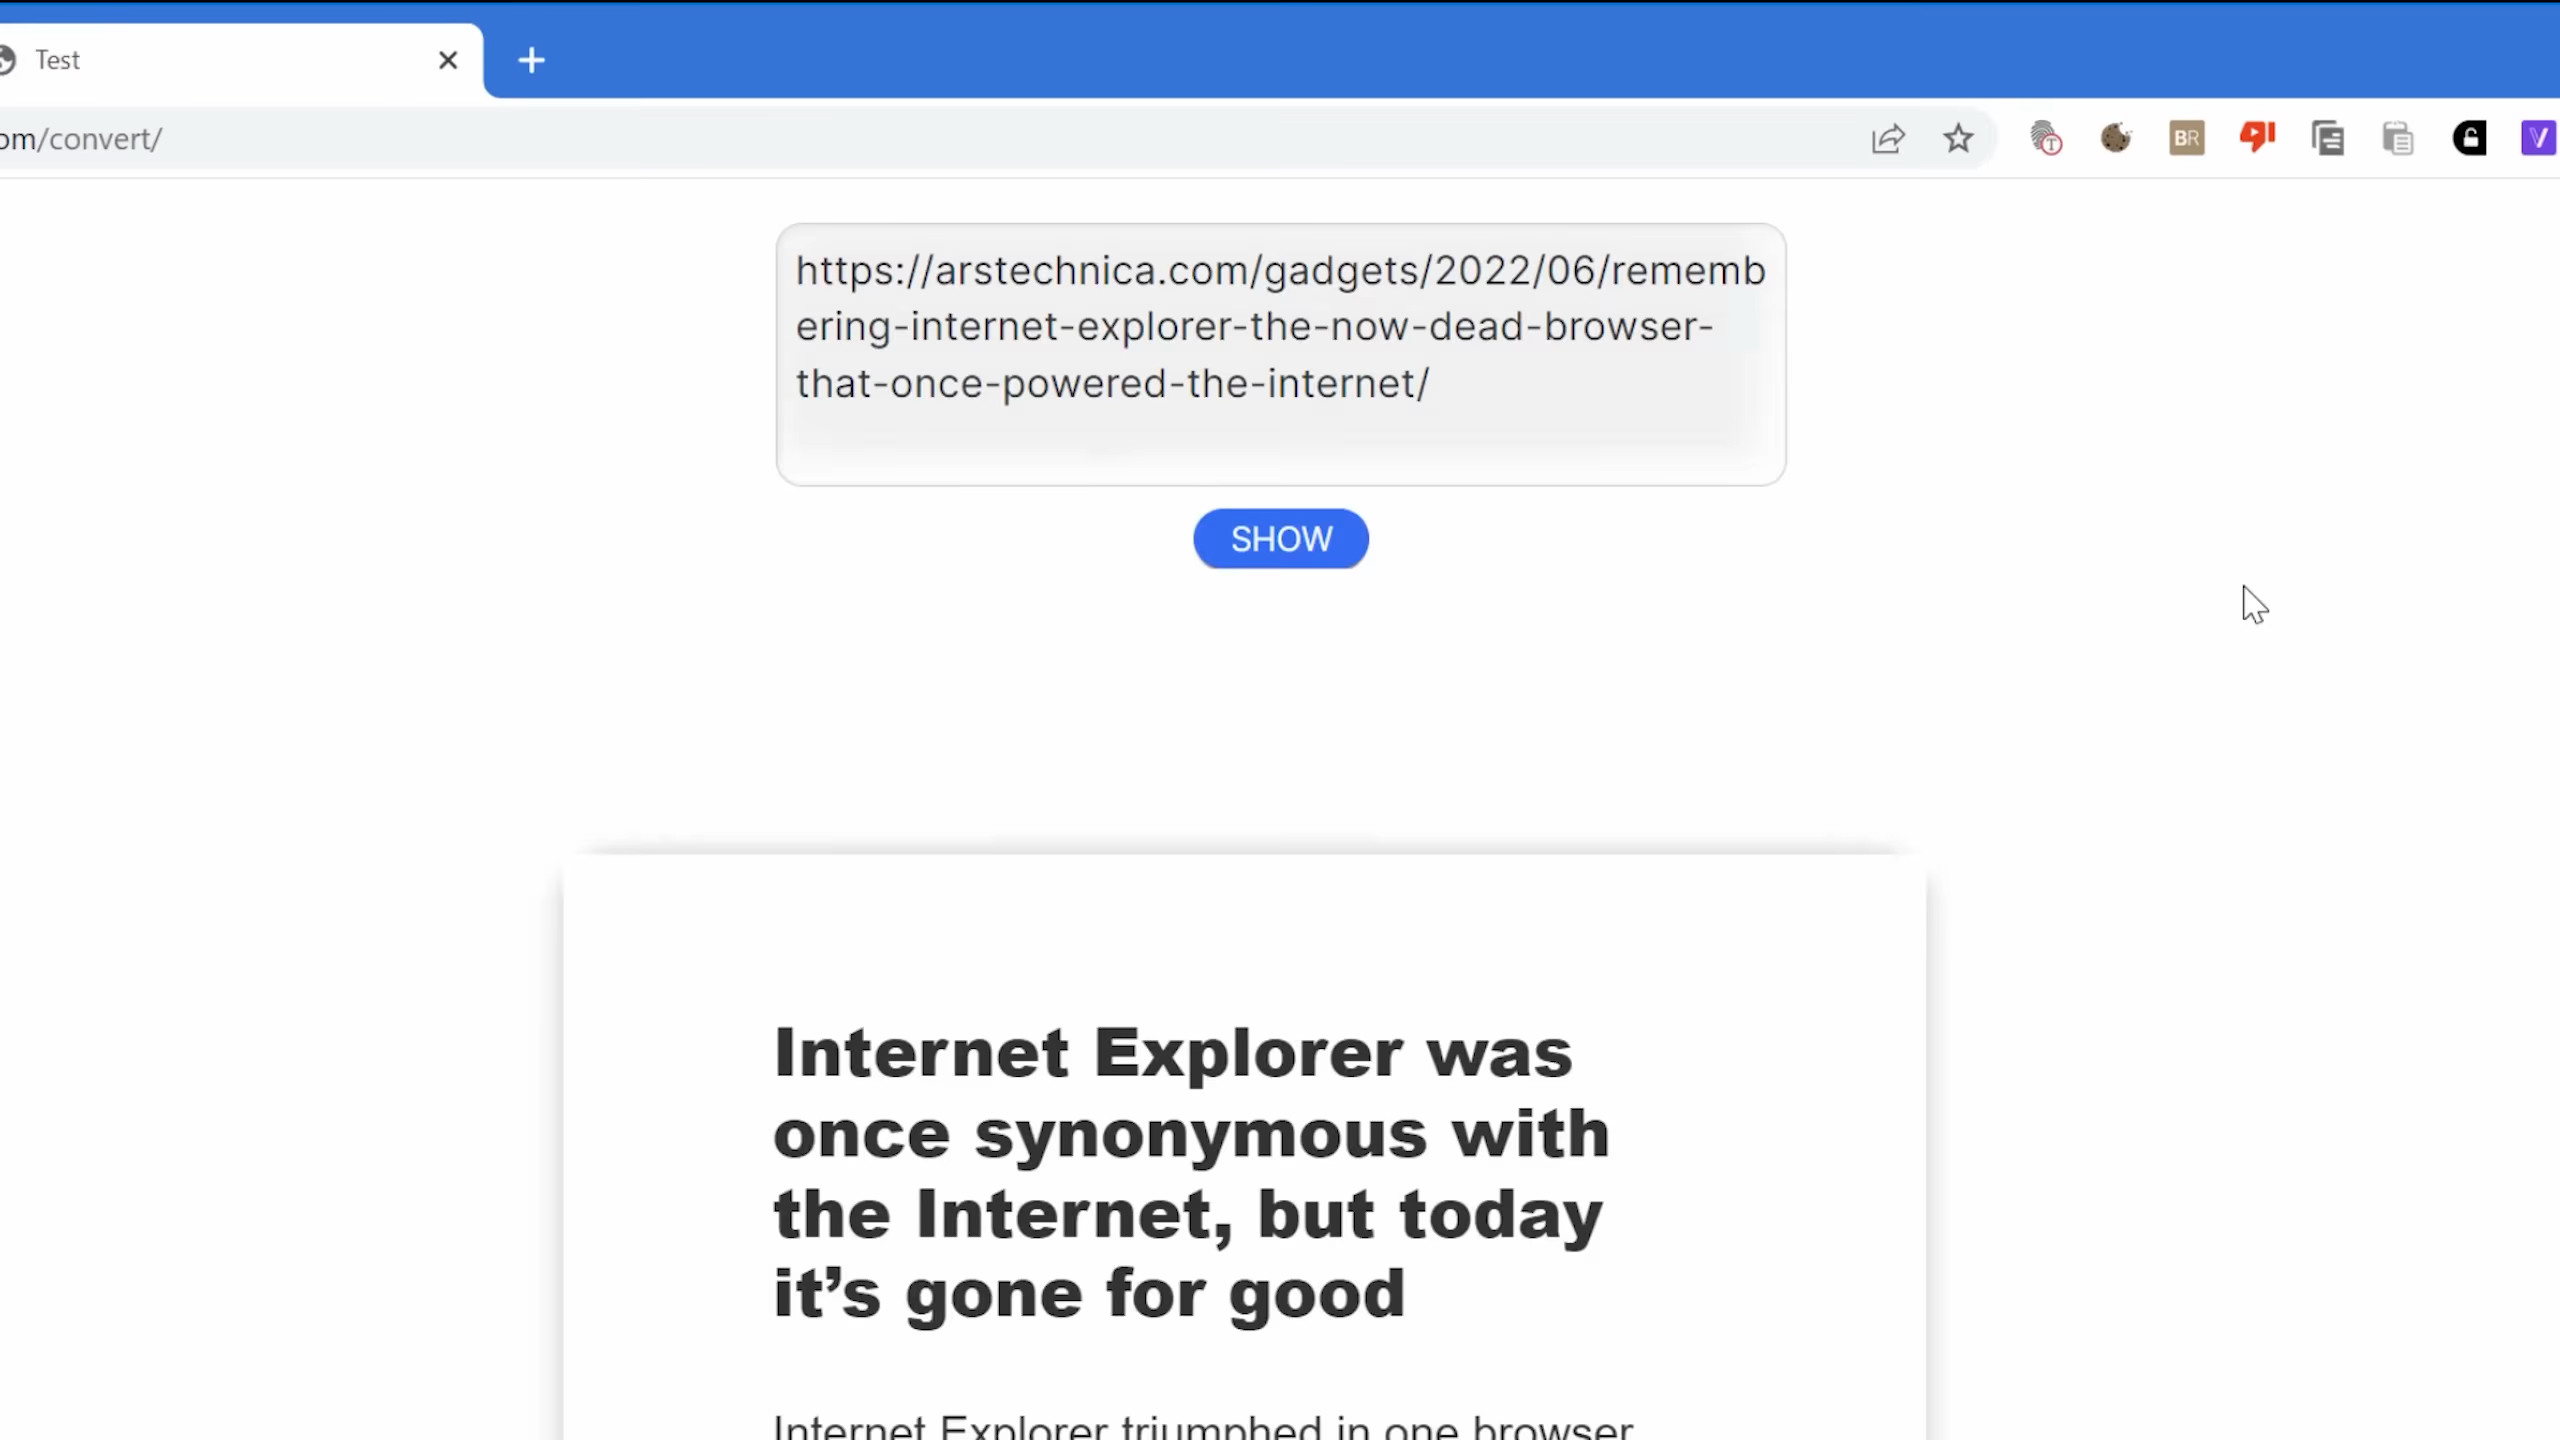 Test
om/convert/
BR
T
V
https://arstechnica.com/gadgets/2022/06/rememb
ering-internet-explorer-the-now-dead-browser-
that-once-powered-the-internet/
SHOW
Internet Explorer was
once synonymous with
the Internet, but today
it’s gone for good
Internet Explorer triumphed in one browser